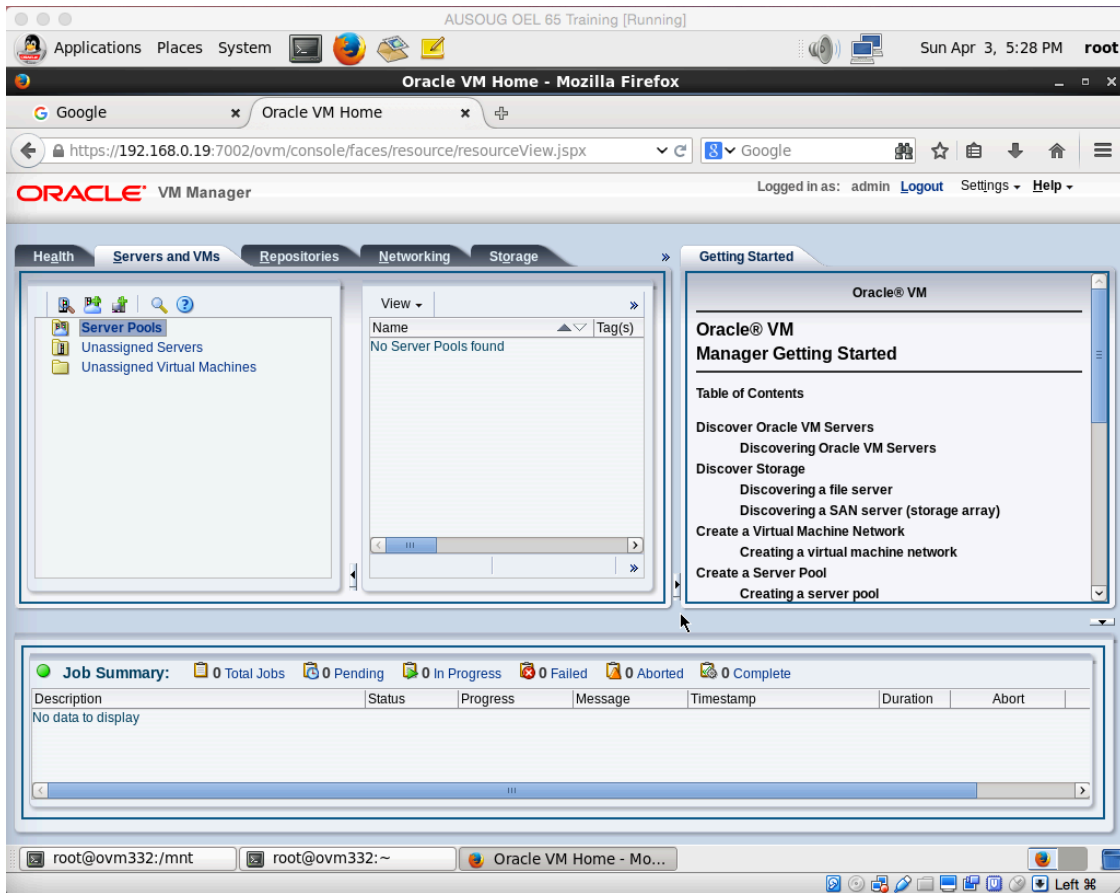 AUSOUG OEL 65 Training [Running]
Applications Places System Sun Apr 3, 5:28 PM root
Oracle VM Home - Mozilla Firefox
Google Oracle VM Home
https://192.168.0.19:7002/ovm/console/faces/resource/resourceView.jspx Google
ORACLE VM Manager Logged in as: admin Logout Settings Help
Health Servers and VMs Repositories Networking Storage » Getting Started
View »
Server Pools
Unassigned Servers
Unassigned Virtual Machines
Name Tag(s)
No Server Pools found
»
Oracle® VM
Oracle® VM
Manager Getting Started
Table of Contents
Discover Oracle VM Servers
Discovering Oracle VM Servers
Discover Storage
Discovering a file server
Discovering a SAN server (storage array)
Create a Virtual Machine Network
Creating a virtual machine network
Create a Server Pool
Creating a server pool
Job Summary: 0 Total Jobs 0 Pending 0 In Progress 0 Failed 0 Aborted 0 Complete
Description Status Progress Message Timestamp Duration Abort
No data to display
root@ovm332:/mnt root@ovm332:~ Oracle VM Home - Mo...
Left ⌘